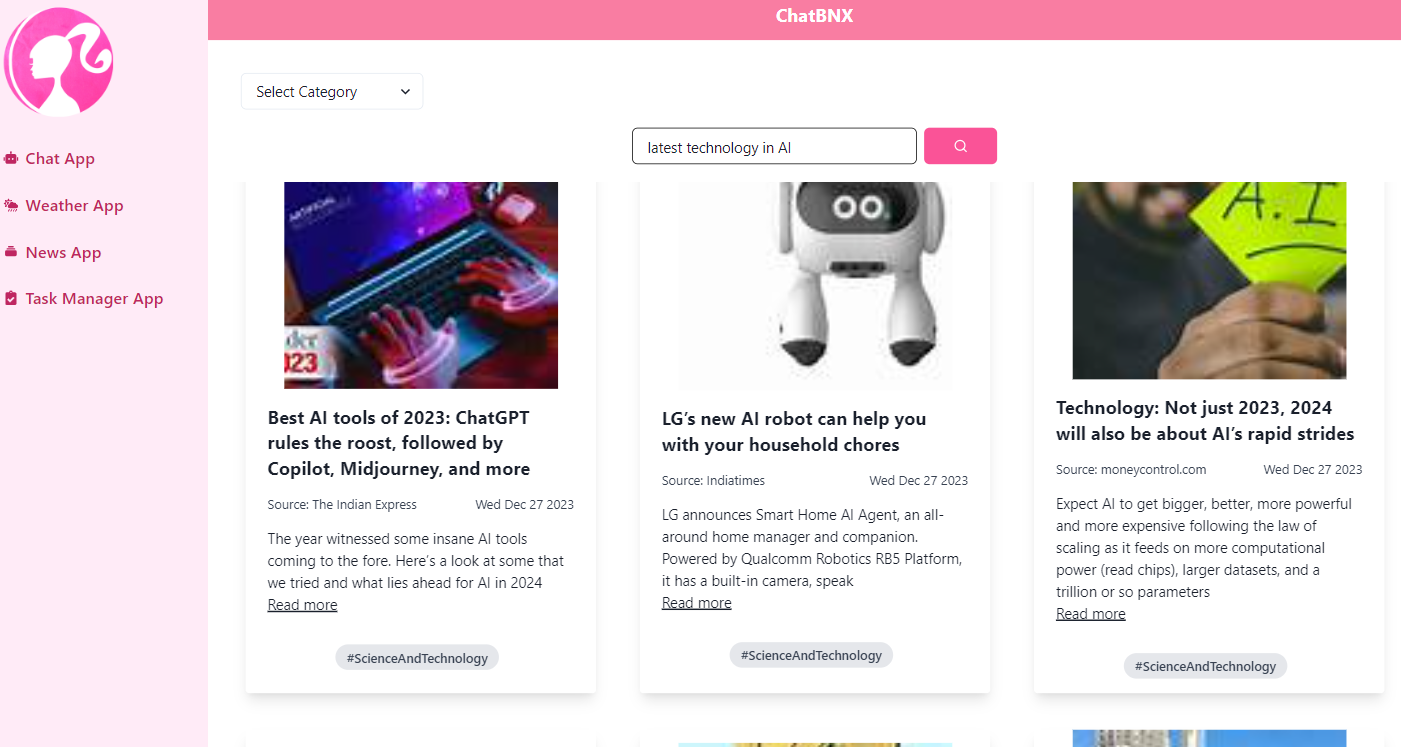 ChatBNX
Chat App
Weather App
News App
Task Manager App
Select Category
latest technology in AI
ARTIFICIAL
023
Best AI tools of 2023: ChatGPT
rules the roost, followed by
Copilot, Midjourney, and more
Source: The Indian Express
Wed Dec 27 2023
The year witnessed some insane AI tools
coming to the fore. Here’s a look at some that
we tried and what lies ahead for AI in 2024
Read more
#ScienceAndTechnology
LG’s new AI robot can help you
with your household chores
Source: Indiatimes
Wed Dec 27 2023
LG announces Smart Home AI Agent, an all-
around home manager and companion.
Powered by Qualcomm Robotics RB5 Platform,
it has a built-in camera, speak
Read more
#ScienceAndTechnology
A.I
Technology: Not just 2023, 2024
will also be about AI’s rapid strides
Source: moneycontrol.com
Wed Dec 27 2023
Expect AI to get bigger, better, more powerful
and more expensive following the law of
scaling as it feeds on more computational
power (read chips), larger datasets, and a
trillion or so parameters
Read more
#ScienceAndTechnology